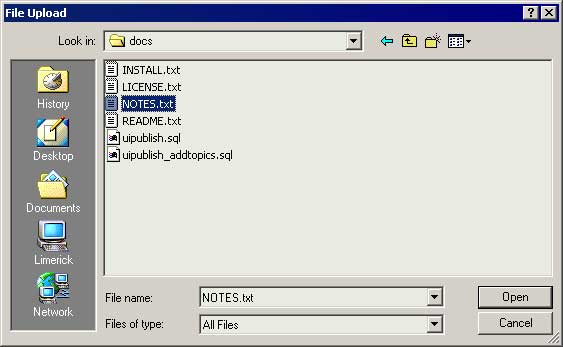 File Upload
Look in: docs
History
Desktop
Documents
Limerick
Network
INSTALL.txt
LICENSE.txt
NOTES.txt
README.txt
uipublish.sql
uipublish_addtopics.sql
File name: NOTES.txt Open
Files of type: All Files Cancel